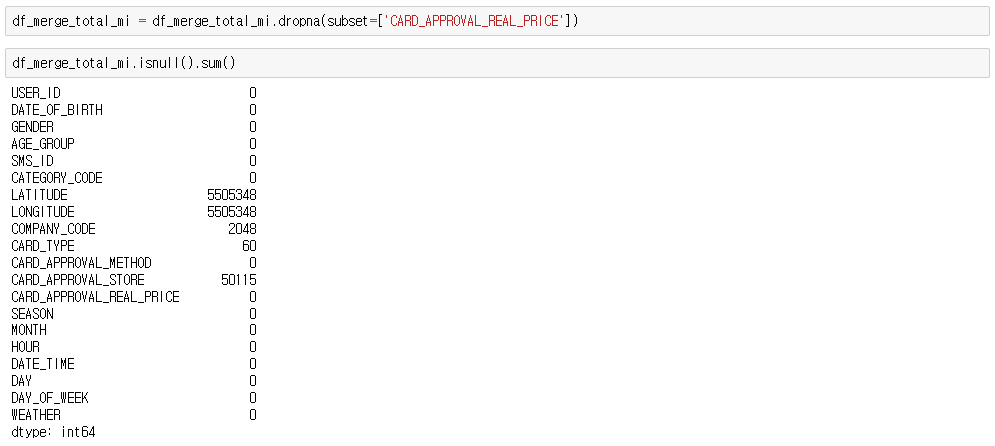 df_merge_total_mi = df_merge_total_mi.dropna(subset=['CARD_APPROVAL_REAL_PRICE'])
df_merge_total_mi.isnull().sum()
USER_ID 0
DATE_OF_BIRTH 0
GENDER 0
AGE_GROUP 0
SMS_ID 0
CATEGORY_CODE 0
LATITUDE 5505348
LONGITUDE 5505348
COMPANY_CODE 2048
CARD_TYPE 60
CARD_APPROVAL_METHOD 0
CARD_APPROVAL_STORE 50115
CARD_APPROVAL_REAL_PRICE 0
SEASON 0
MONTH 0
HOUR 0
DATE_TIME 0
DAY 0
DAY_OF_WEEK 0
WEATHER 0
dtype: int64